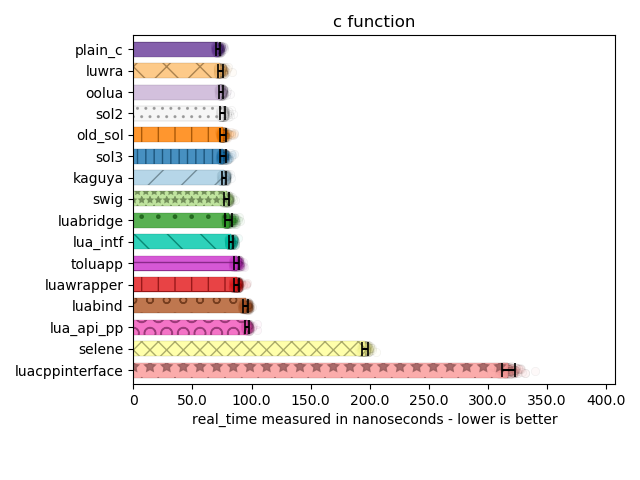 c function
plain_c
luwra
oolua
sol2
old_sol
sol3
kaguya
swig
luabridge
lua_intf
toluapp
luawrapper
luabind
lua_api_pp
selene
luacppinterface
0 50.0 100.0 150.0 200.0 250.0 300.0 350.0 400.0
real_time measured in nanoseconds - lower is better